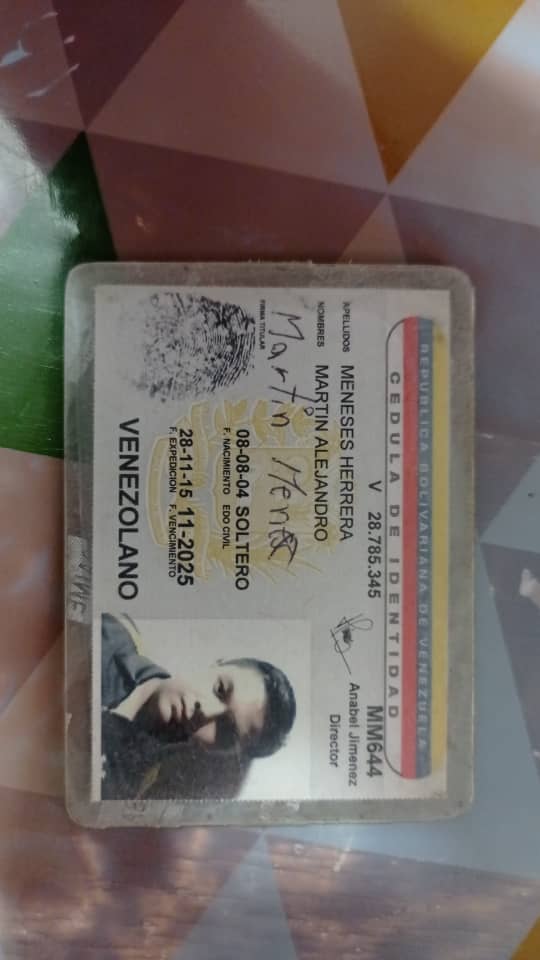 REPUBLICA BOLIVARIANA DE VENEZUELA
CEDULA DE IDENTIDAD
V 28.785.345 MM644
APELLIDOS MENESES HERRERA
Anabel Jimenez
Director
NOMBRES MARTIN ALEJANDRO
Martin
FIRMA TITULAR
08-08-04 SOLTERO
F. NACIMIENTO EDO CIVIL
28-11-15 11-2025
F. EXPEDICION F. VENCIMIENTO
VENEZOLANO